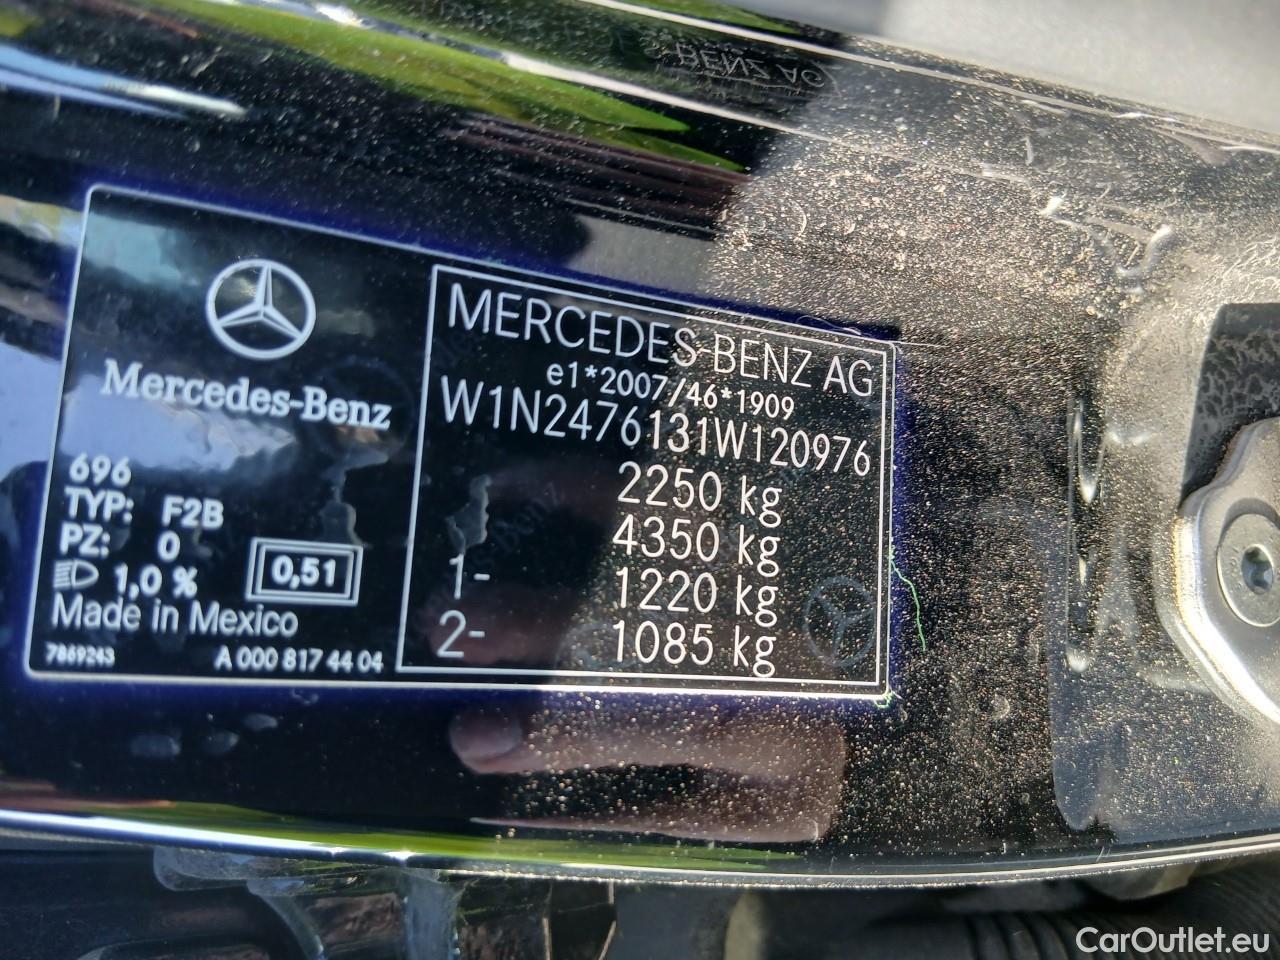 Mercedes-Benz
696
TYP: F2B
PZ: 0
1,0 %
0,51
Made in Mexico
7869243
A 000 817 44 04
MERCEDES-BENZ AG
e1*2007/46*1909
W1N2476131W120976
2250 kg
4350 kg
1- 1220 kg
2- 1085 kg
BENZ AG
CarOutlet.eu